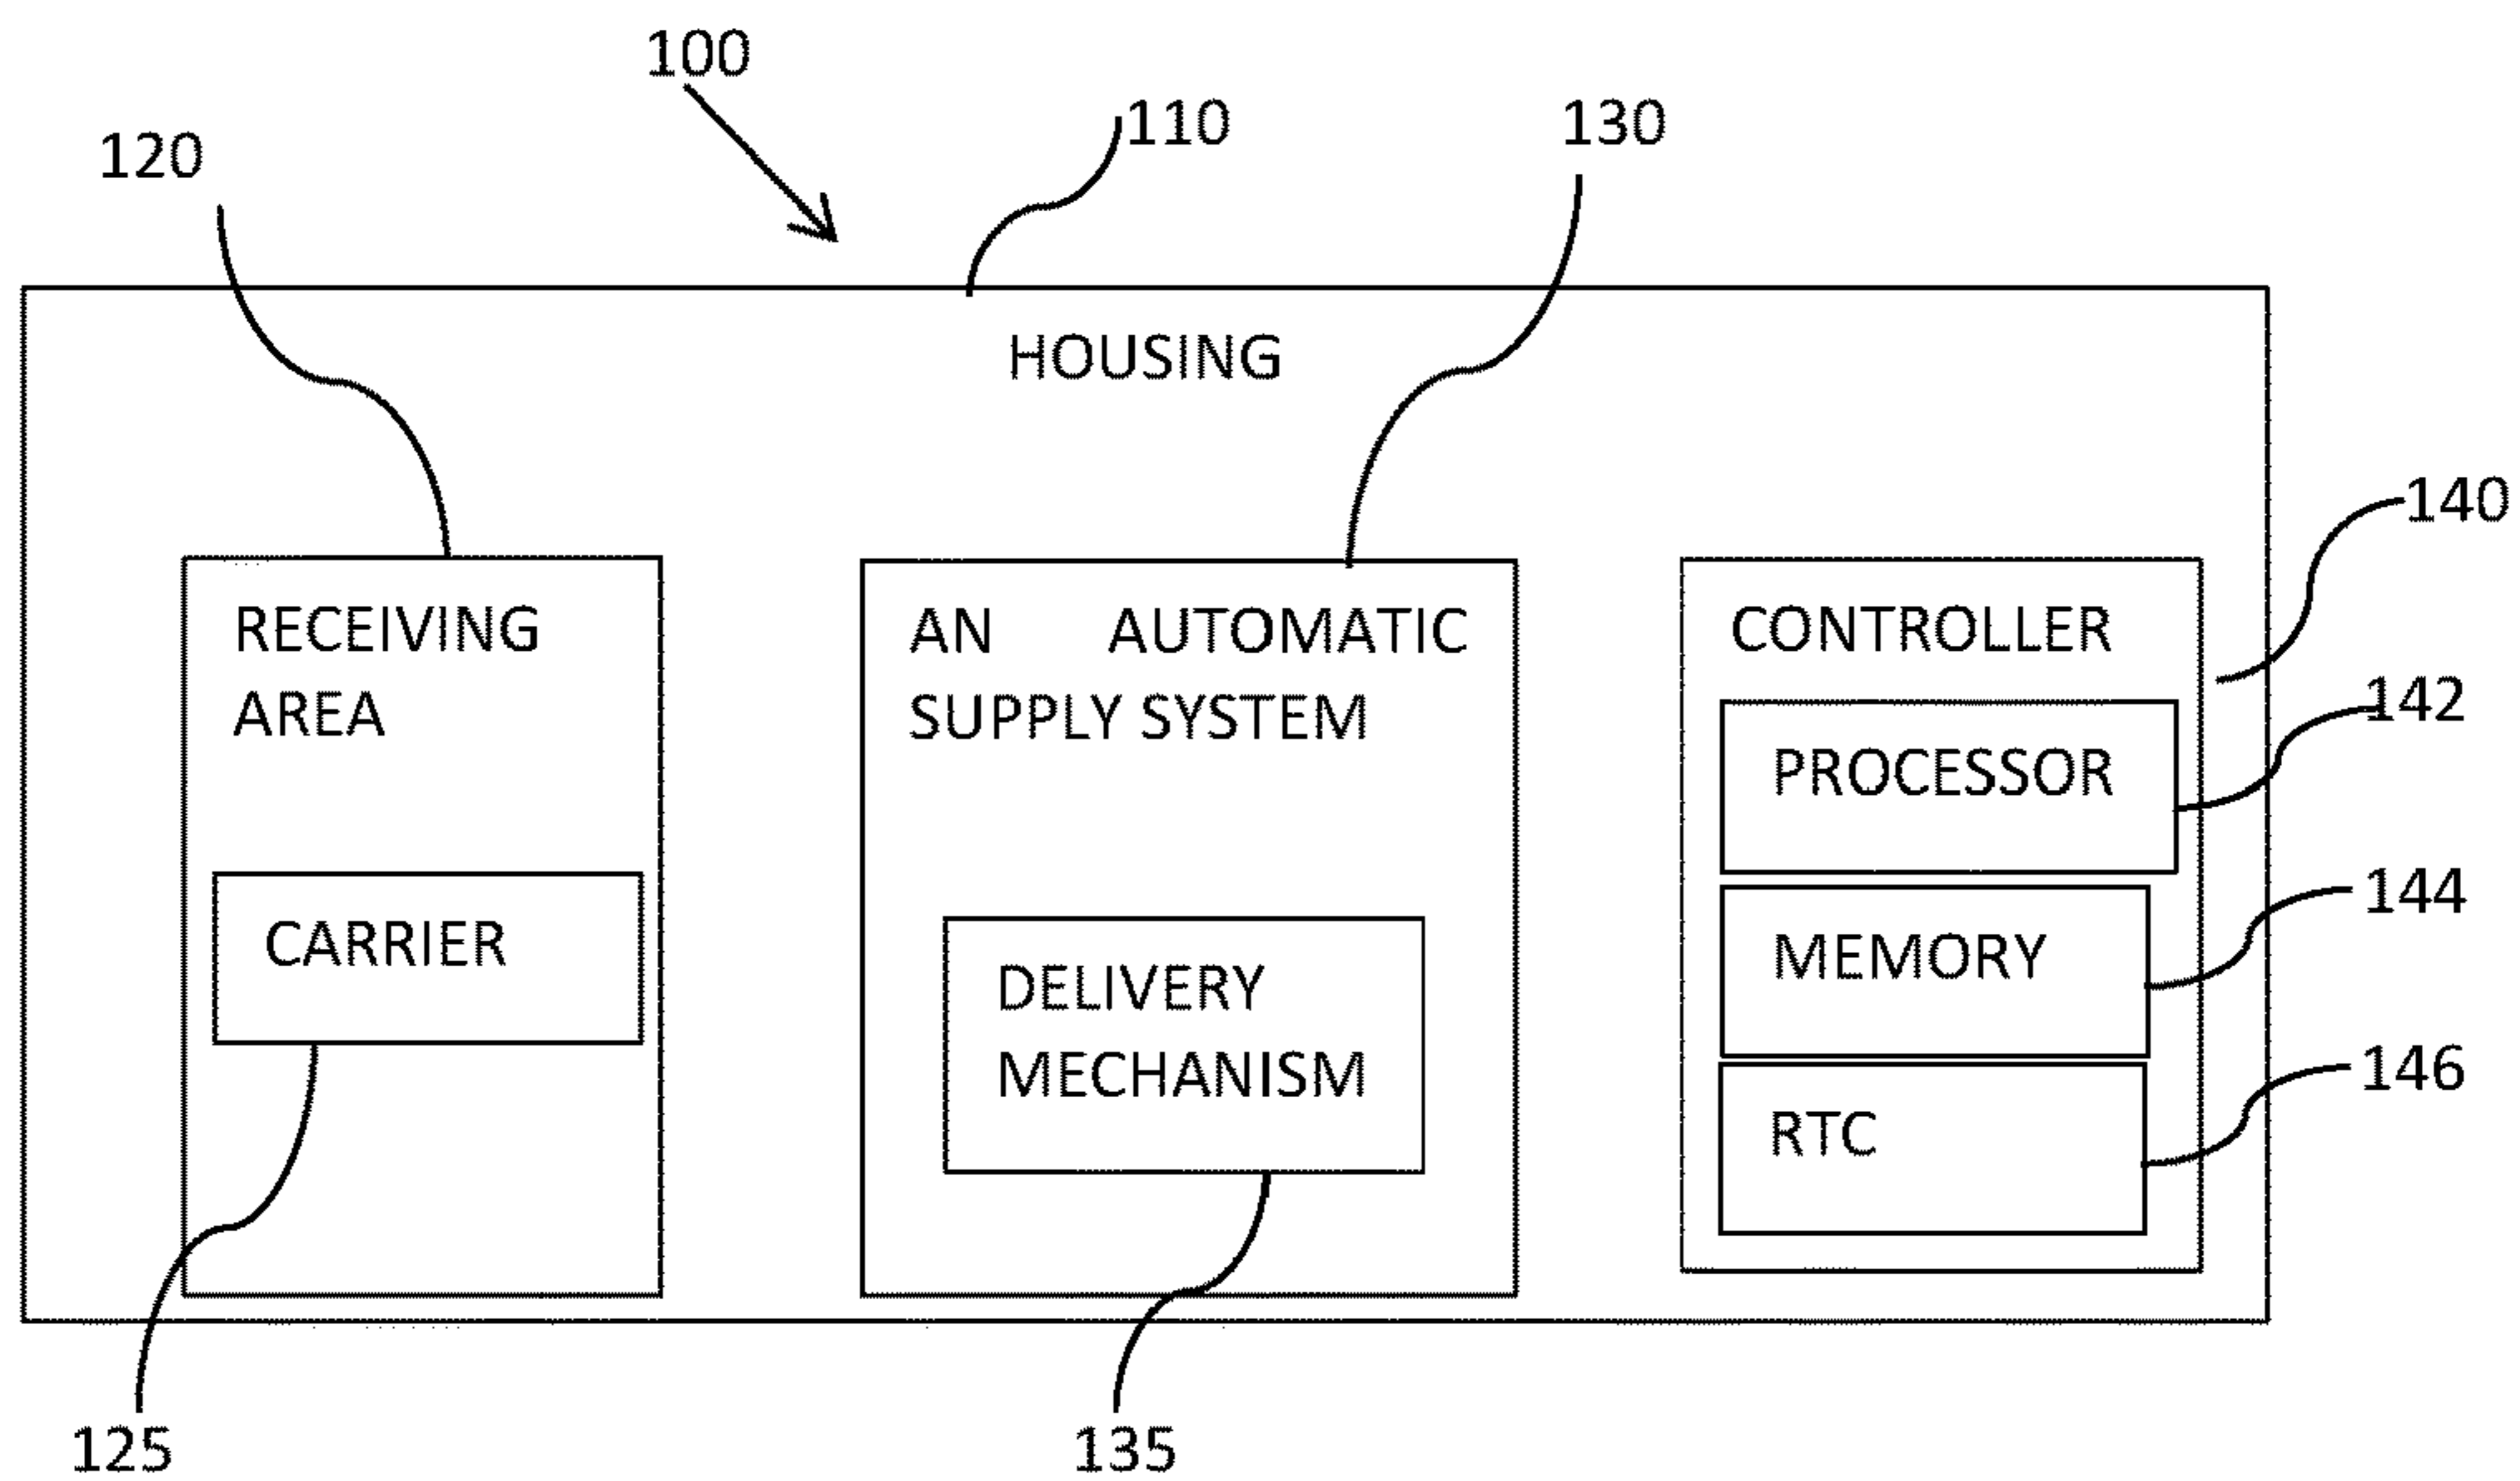 100
110
130
120
HOUSING
140
RECEIVING
AREA
AN AUTOMATIC
SUPPLY SYSTEM
CONTROLLER
142
PROCESSOR
144
CARRIER
MEMORY
DELIVERY
MECHANISM
146
RTC
125
135